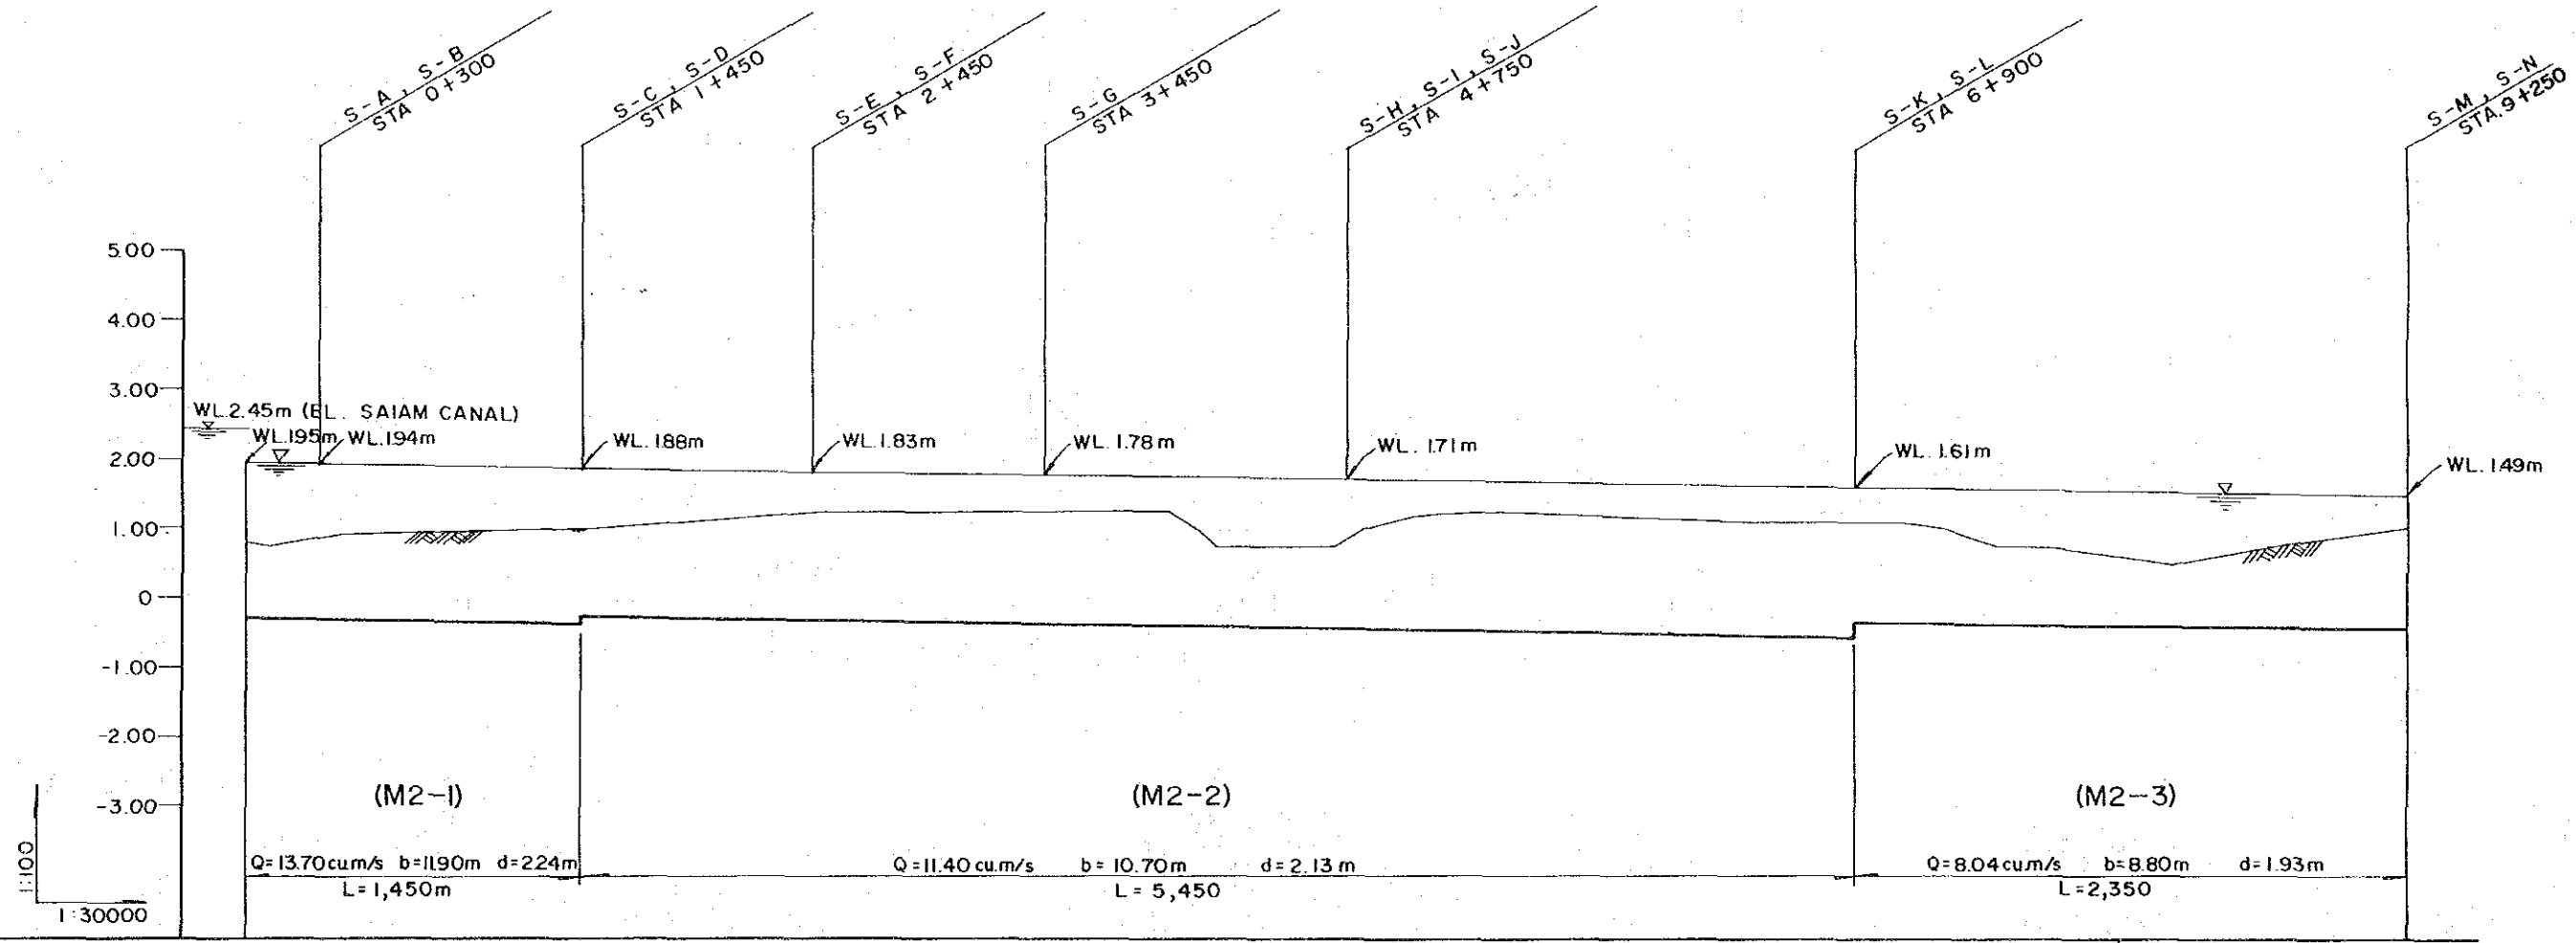 S-A, S-B
STA 0+300
S-C, S-D
STA 1+450
S-E, S-F
STA 2+450
S-G
STA 3+450
S-H, S-I, S-J
STA 4+750
S-K, S-L
STA 6+900
S-M, S-N
STA.9+250
5.00
4.00
3.00
WL.2.45m (EL. SAIAM CANAL)
WL.1.95m WL.1.94m
WL. 1.88m
WL.1.83m
WL. 1.78m
WL. 1.71m
WL. 1.61m
WL. 1.49m
2.00
1.00
0
-1.00
-2.00
-3.00
(M2-1)
(M2-2)
(M2-3)
Q=13.70cu.m/s b=11.90m d=2.24m
L=1,450m
Q=11.40cu.m/s b=10.70m d=2.13m
L=5,450
Q=8.04cu.m/s b=8.80m d=1.93m
L=2,350
1:100
1:30000